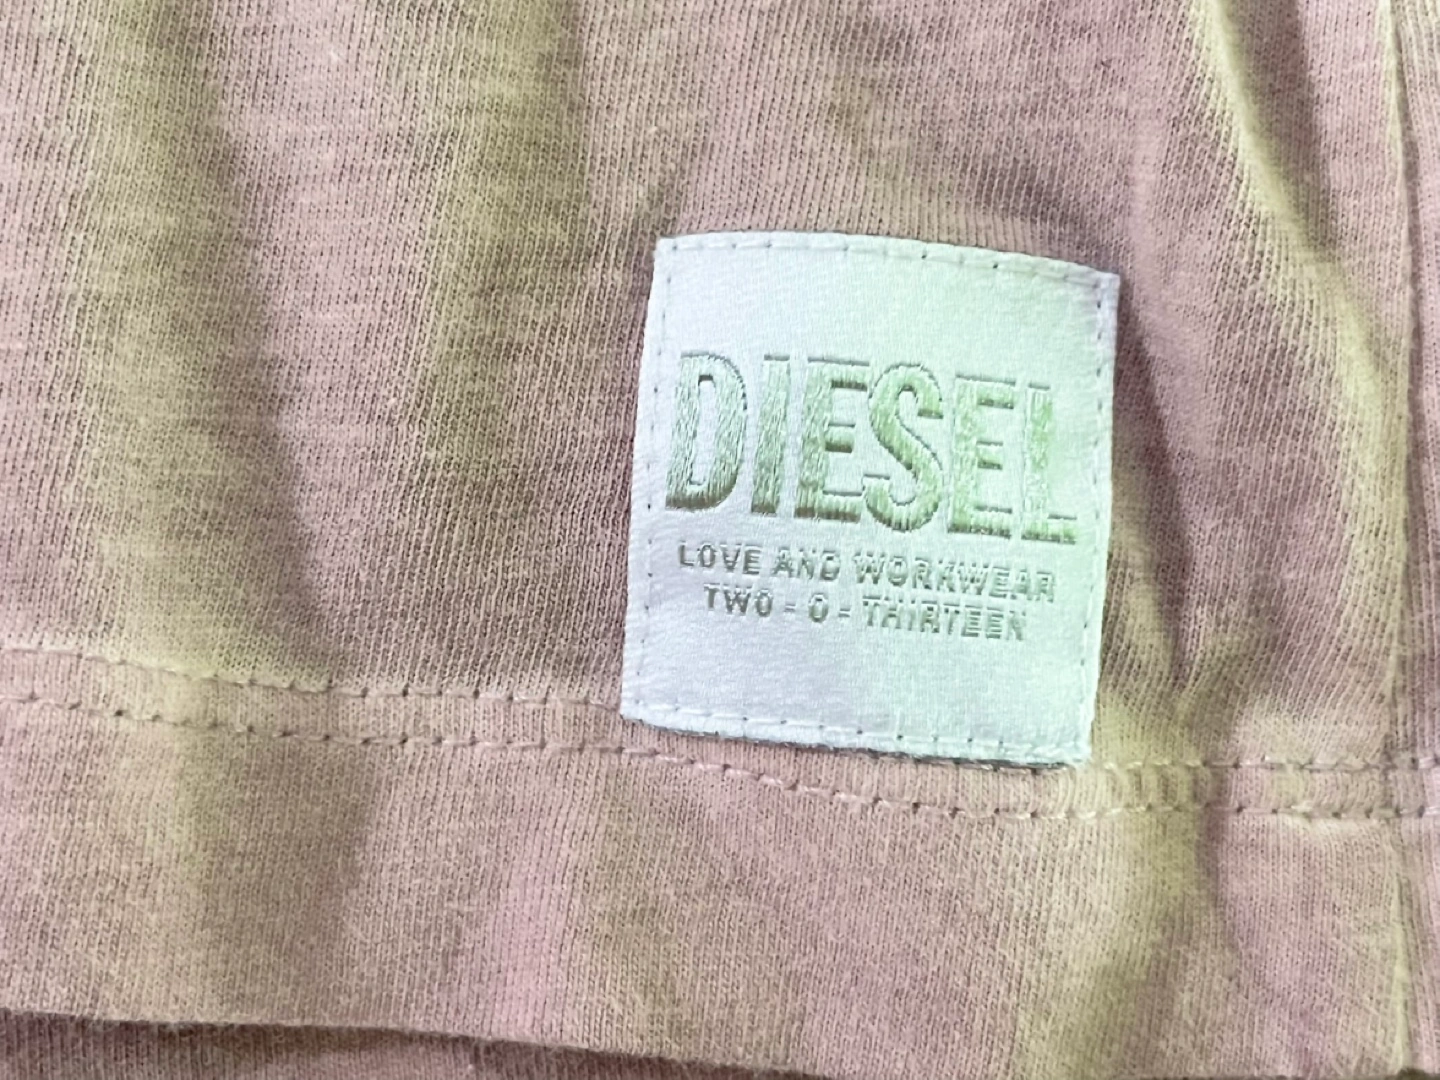 DIESEL
LOVE AND WORKWEAR
TWO - O - THIRTEEN